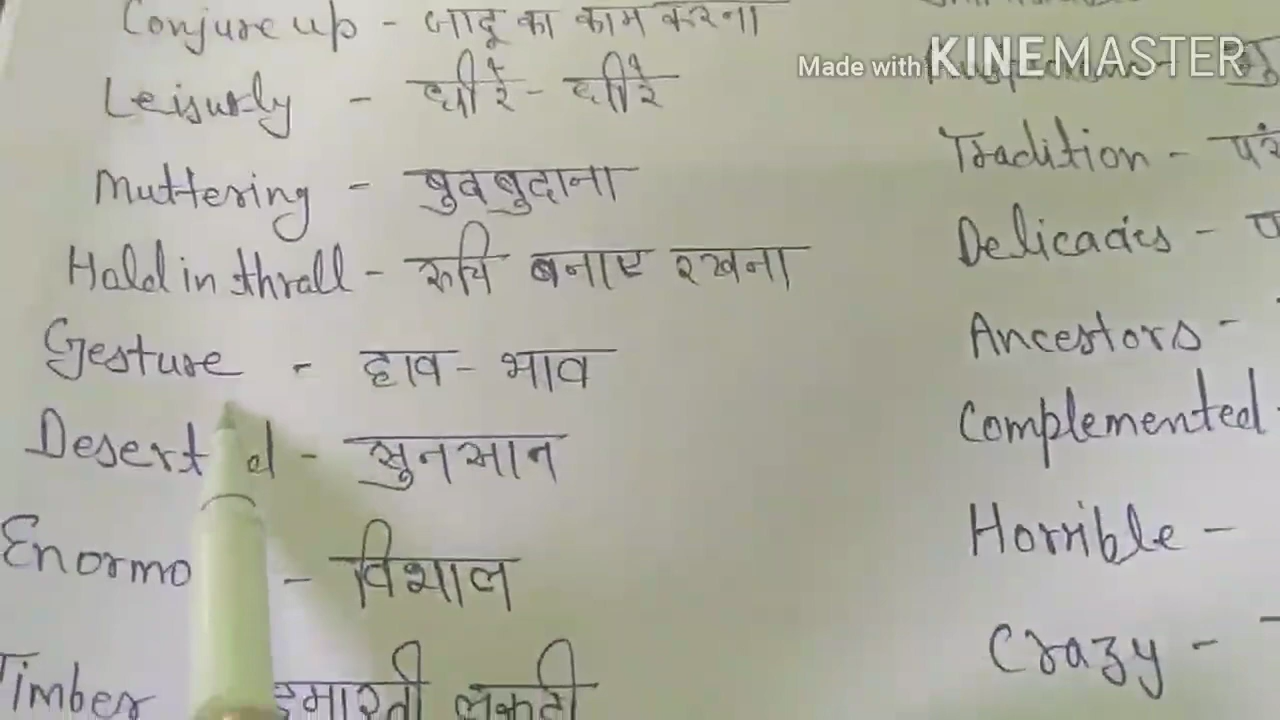 Conjure up - जादू का काम करना
Leisurly - धीरे - धीरे
Muttering - बुदबुदाना
Hold in thrall - रूचि बनाए रखना
Gesture - हाव - भाव
Desert d - सुनसान
Enormo - विशाल
Timber इमारती लकड़ी
Made with KINEMASTER
Tradition -
Delicacies -
Ancestors -
Complemented -
Horrible -
Crazy -